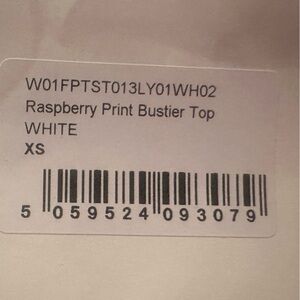 W01FPTST013LY01WH02
Raspberry Print Bustier Top
WHITE
XS
5 059524 093079